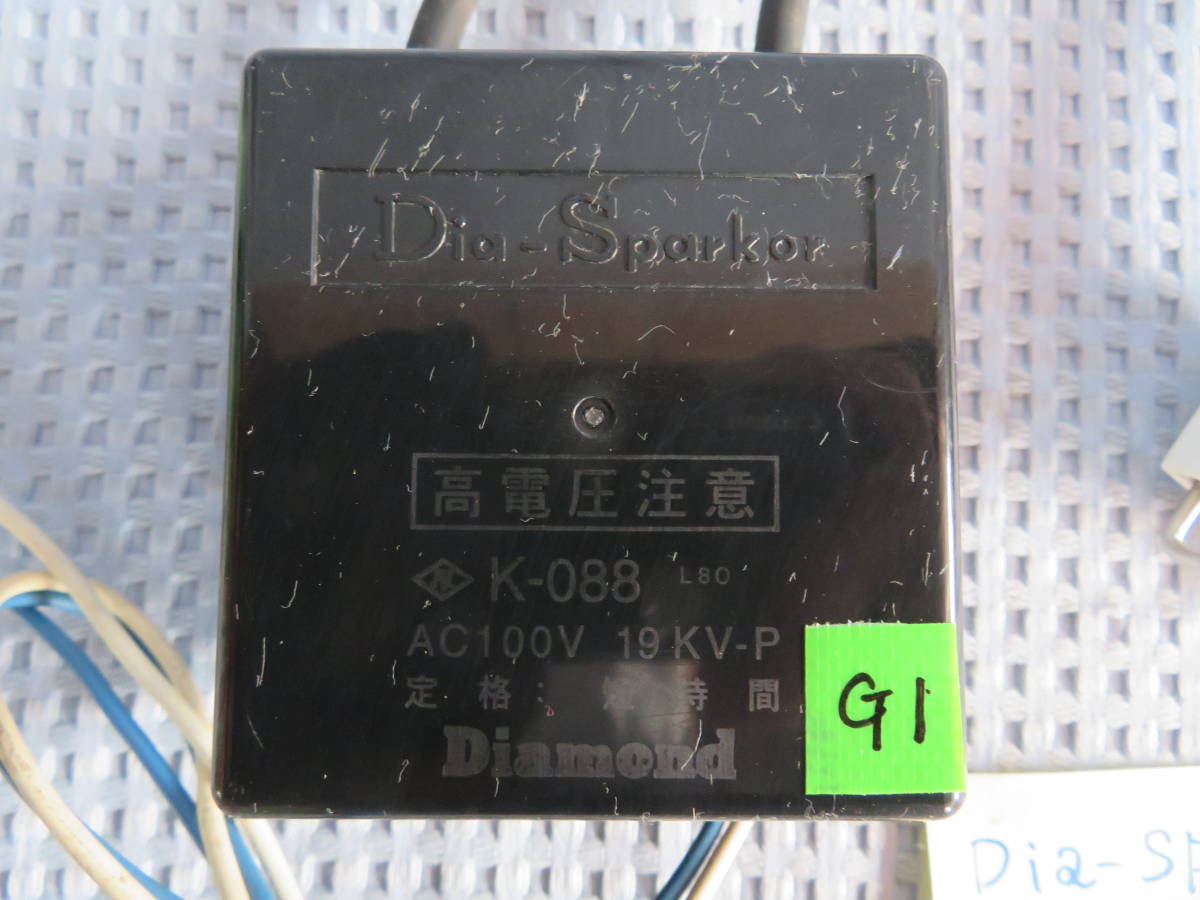 Dia-Sparkor
高電圧注意
K-088 L80
AC100V 19KV-P
定格:短時間
Diamond
G1
Dia-Sp